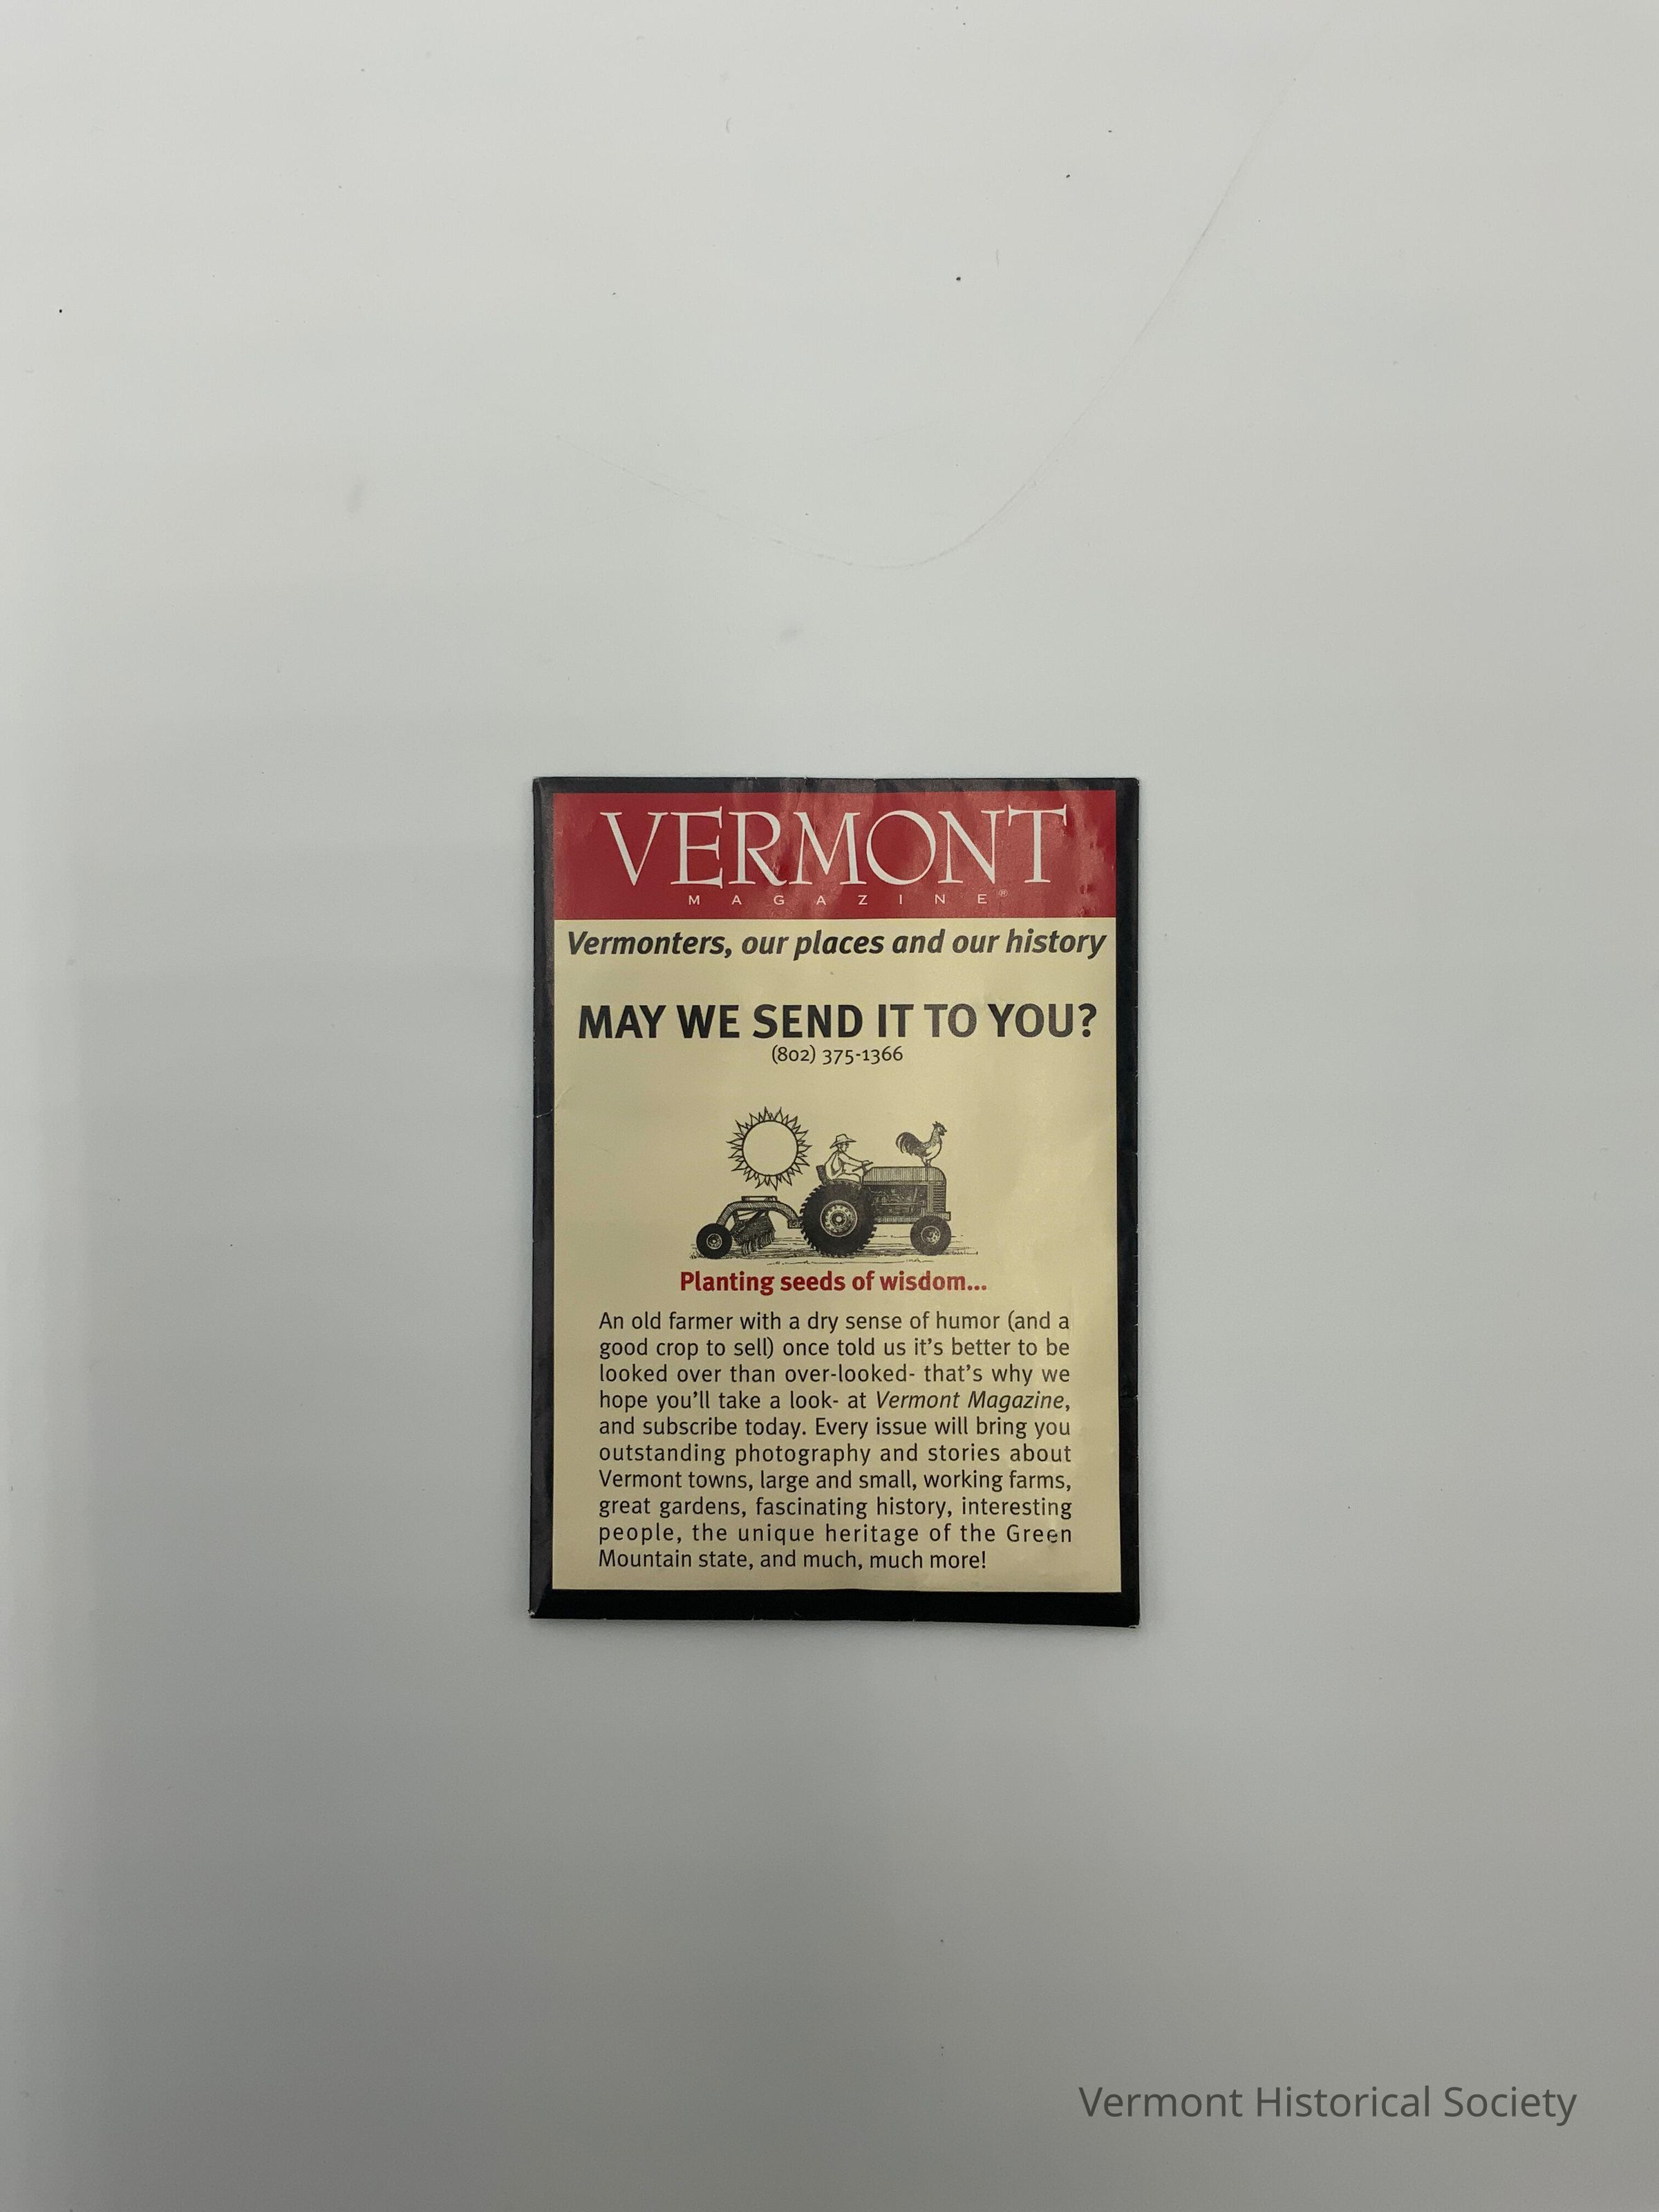 VERMONT
MAGAZINE®
Vermonters, our places and our history
MAY WE SEND IT TO YOU?
(802) 375-1366
Planting seeds of wisdom...
An old farmer with a dry sense of humor (and a
good crop to sell) once told us it's better to be
looked over than over-looked- that's why we
hope you'll take a look- at Vermont Magazine,
and subscribe today. Every issue will bring you
outstanding photography and stories about
Vermont towns, large and small, working farms,
great gardens, fascinating history, interesting
people, the unique heritage of the Green
Mountain state, and much, much more!
Vermont Historical Society